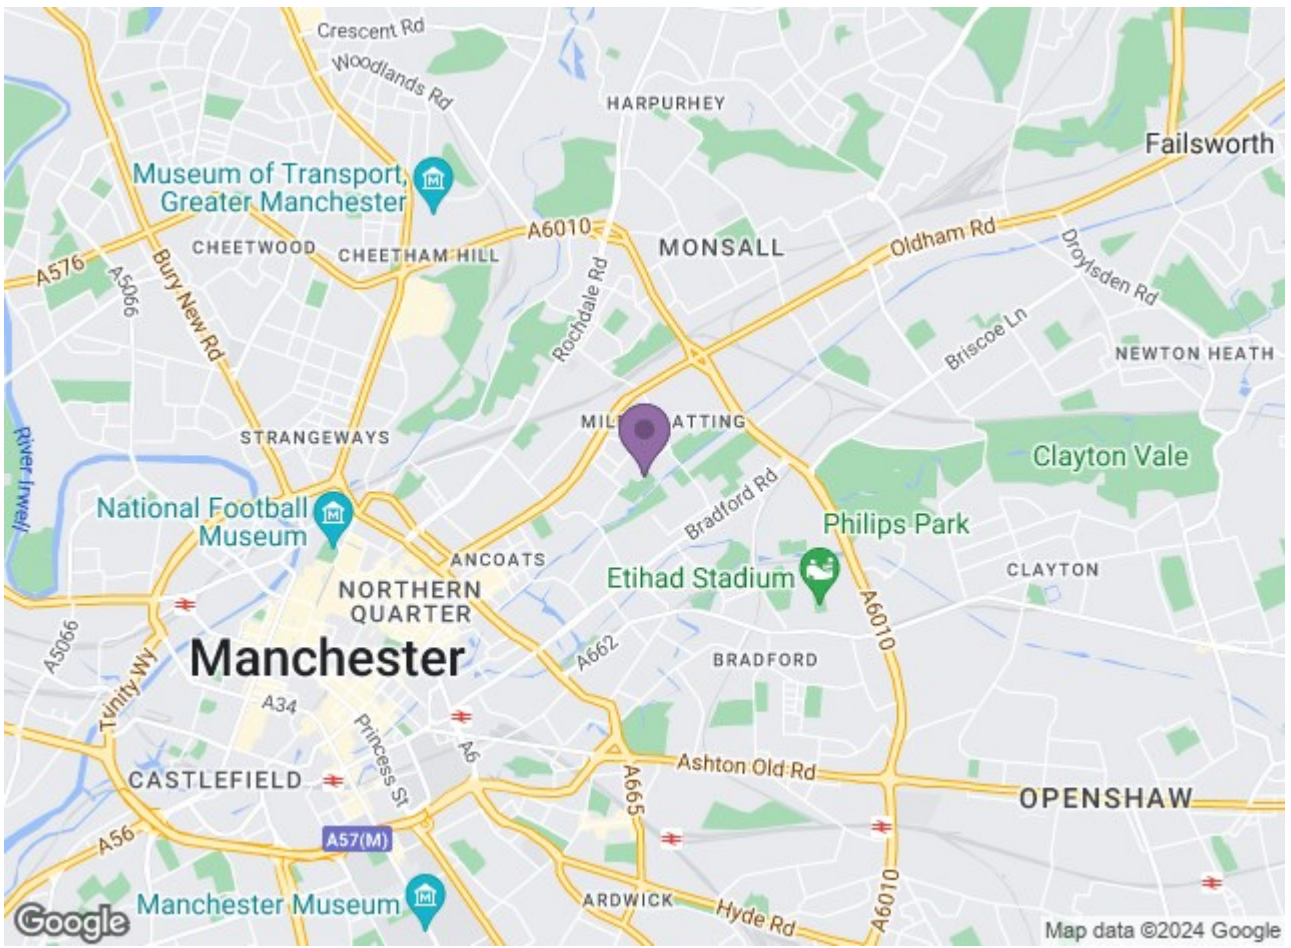 Crescent Rd
Woodlands Rd
HARPURHEY
Failsworth
Museum of Transport,
Greater Manchester
A6010
Oldham Rd
CHEETWOOD
CHEETHAM HILL
MONSALL
A576
A5066
Bury New Rd
Rochdale Rd
Droylsden Rd
Briscoe Ln
NEWTON HEATH
MIL
ATTING
STRANGEWAYS
River Irwell
Clayton Vale
National Football
Museum
Bradford Rd
Philips Park
ANCOATS
Etihad Stadium
CLAYTON
NORTHERN
QUARTER
A6010
A5066
Manchester
A662
BRADFORD
Trinity Wy
A34
Princess St
A6
CASTLEFIELD
A665
Ashton Old Rd
OPENSHAW
A56
A57(M)
Manchester Museum
ARDWICK
Hyde Rd
A6010
Google
Map data ©2024 Google